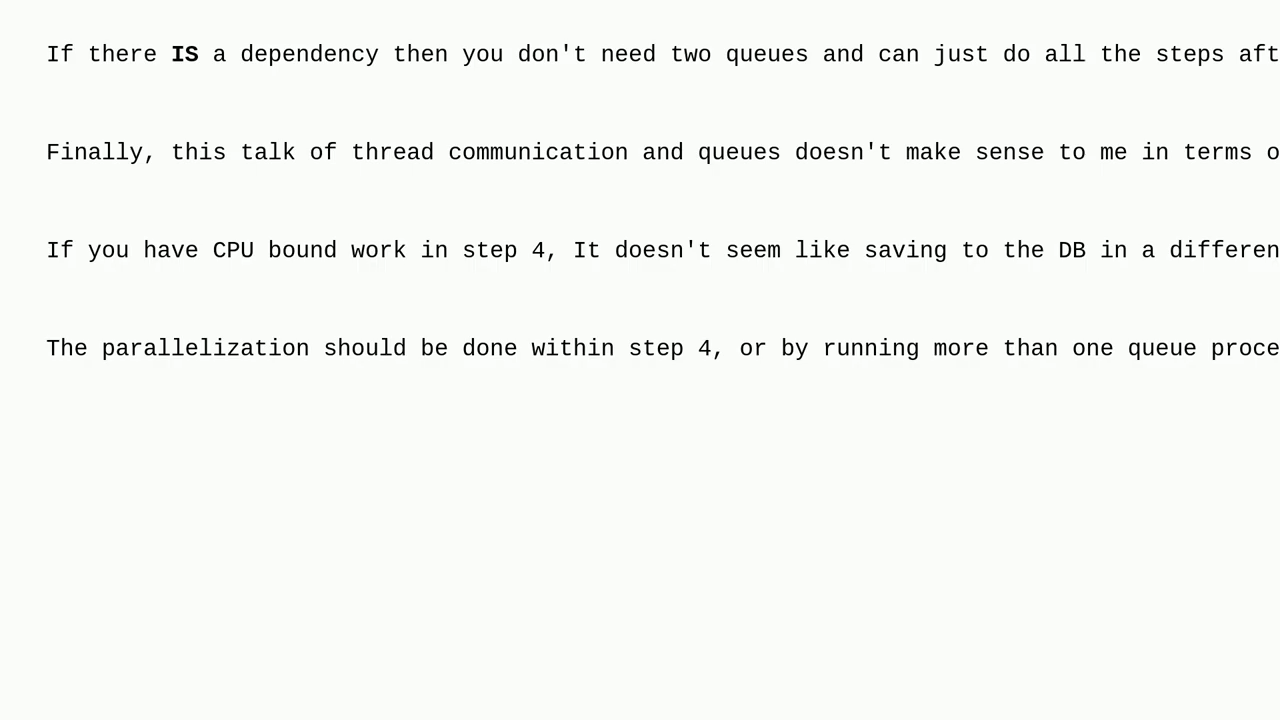 If there IS a dependency then you don't need two queues and can just do all the steps
Finally, this talk of thread communication and queues doesn't make sense to me in terms
If you have CPU bound work in step 4, It doesn't seem like saving to the DB in a
The parallelization should be done within step 4, or by running more than one queue